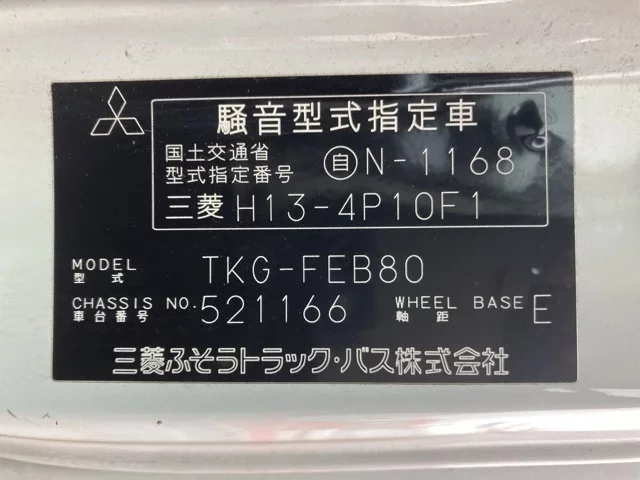 騒音型式指定車
国土交通省
型式指定番号 自 N-1168
三菱 H13-4P10F1
MODEL
型式 TKG-FEB80
CHASSIS NO. 521166 WHEEL BASE E
車台番号 軸距
三菱ふそうトラック・バス株式会社